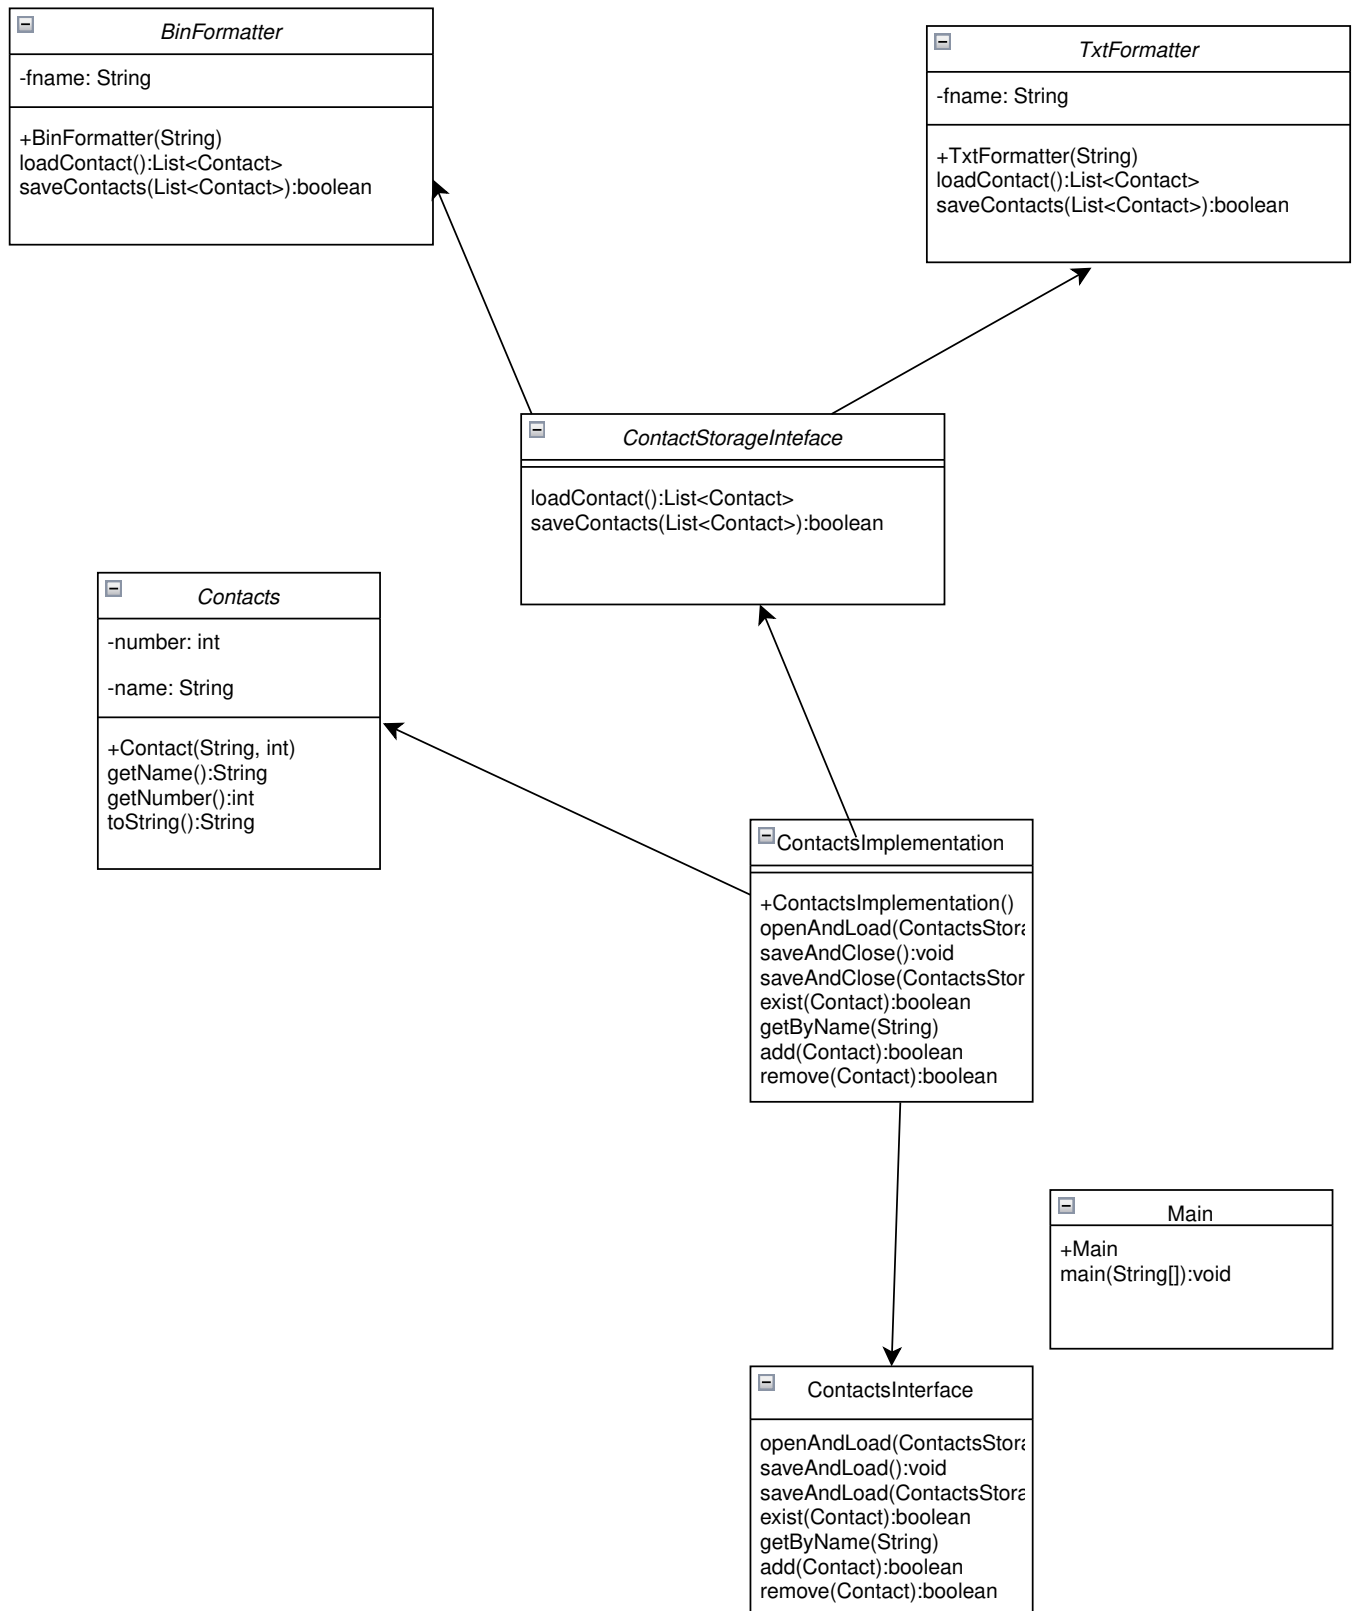 BinFormatter
-fname: String
+BinFormatter(String)
loadContact():List<Contact>
saveContacts(List<Contact>):boolean
TxtFormatter
-fname: String
+TxtFormatter(String)
loadContact():List<Contact>
saveContacts(List<Contact>):boolean
ContactStorageInteface
loadContact():List<Contact>
saveContacts(List<Contact>):boolean
Contacts
-number: int
-name: String
+Contact(String, int)
getName():String
getNumber():int
toString():String
ContactsImplementation
+ContactsImplementation()
openAndLoad(ContactsStora
saveAndClose():void
saveAndClose(ContactsStor
exist(Contact):boolean
getByName(String)
add(Contact):boolean
remove(Contact):boolean
Main
+Main
main(String[]):void
ContactsInterface
openAndLoad(ContactsStora
saveAndLoad():void
saveAndLoad(ContactsStora
exist(Contact):boolean
getByName(String)
add(Contact):boolean
remove(Contact):boolean